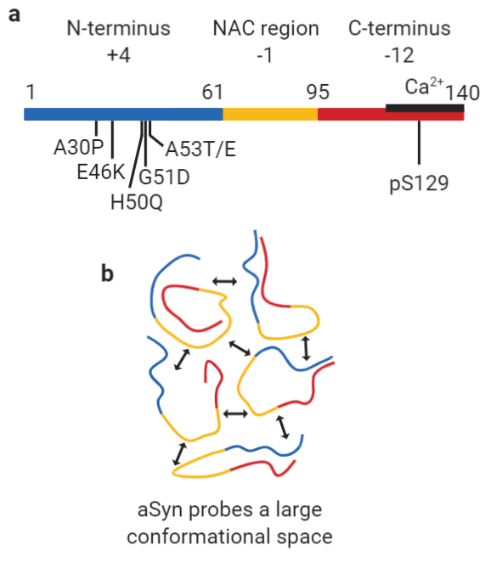 a
N-terminus NAC region C-terminus
+4 -1 -12
1 61 95 Ca²⁺ 140
A30P A53T/E
E46K G51D
H50Q pS129
b
aSyn probes a large
conformational space